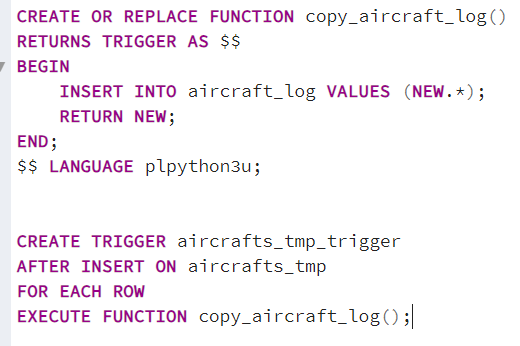 CREATE OR REPLACE FUNCTION copy_aircraft_log()
RETURNS TRIGGER AS $$
BEGIN
    INSERT INTO aircraft_log VALUES (NEW.*);
    RETURN NEW;
END;
$$ LANGUAGE plpython3u;


CREATE TRIGGER aircrafts_tmp_trigger
AFTER INSERT ON aircrafts_tmp
FOR EACH ROW
EXECUTE FUNCTION copy_aircraft_log();